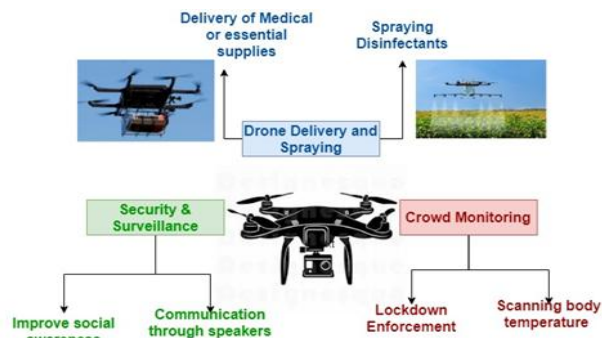 Delivery of Medical
or essential
supplies
Spraying
Disinfectants
Drone Delivery and
Spraying
Security &
Surveillance
Crowd Monitoring
Improve social
Communication
through speakers
Lockdown
Enforcement
Scanning body
temperature